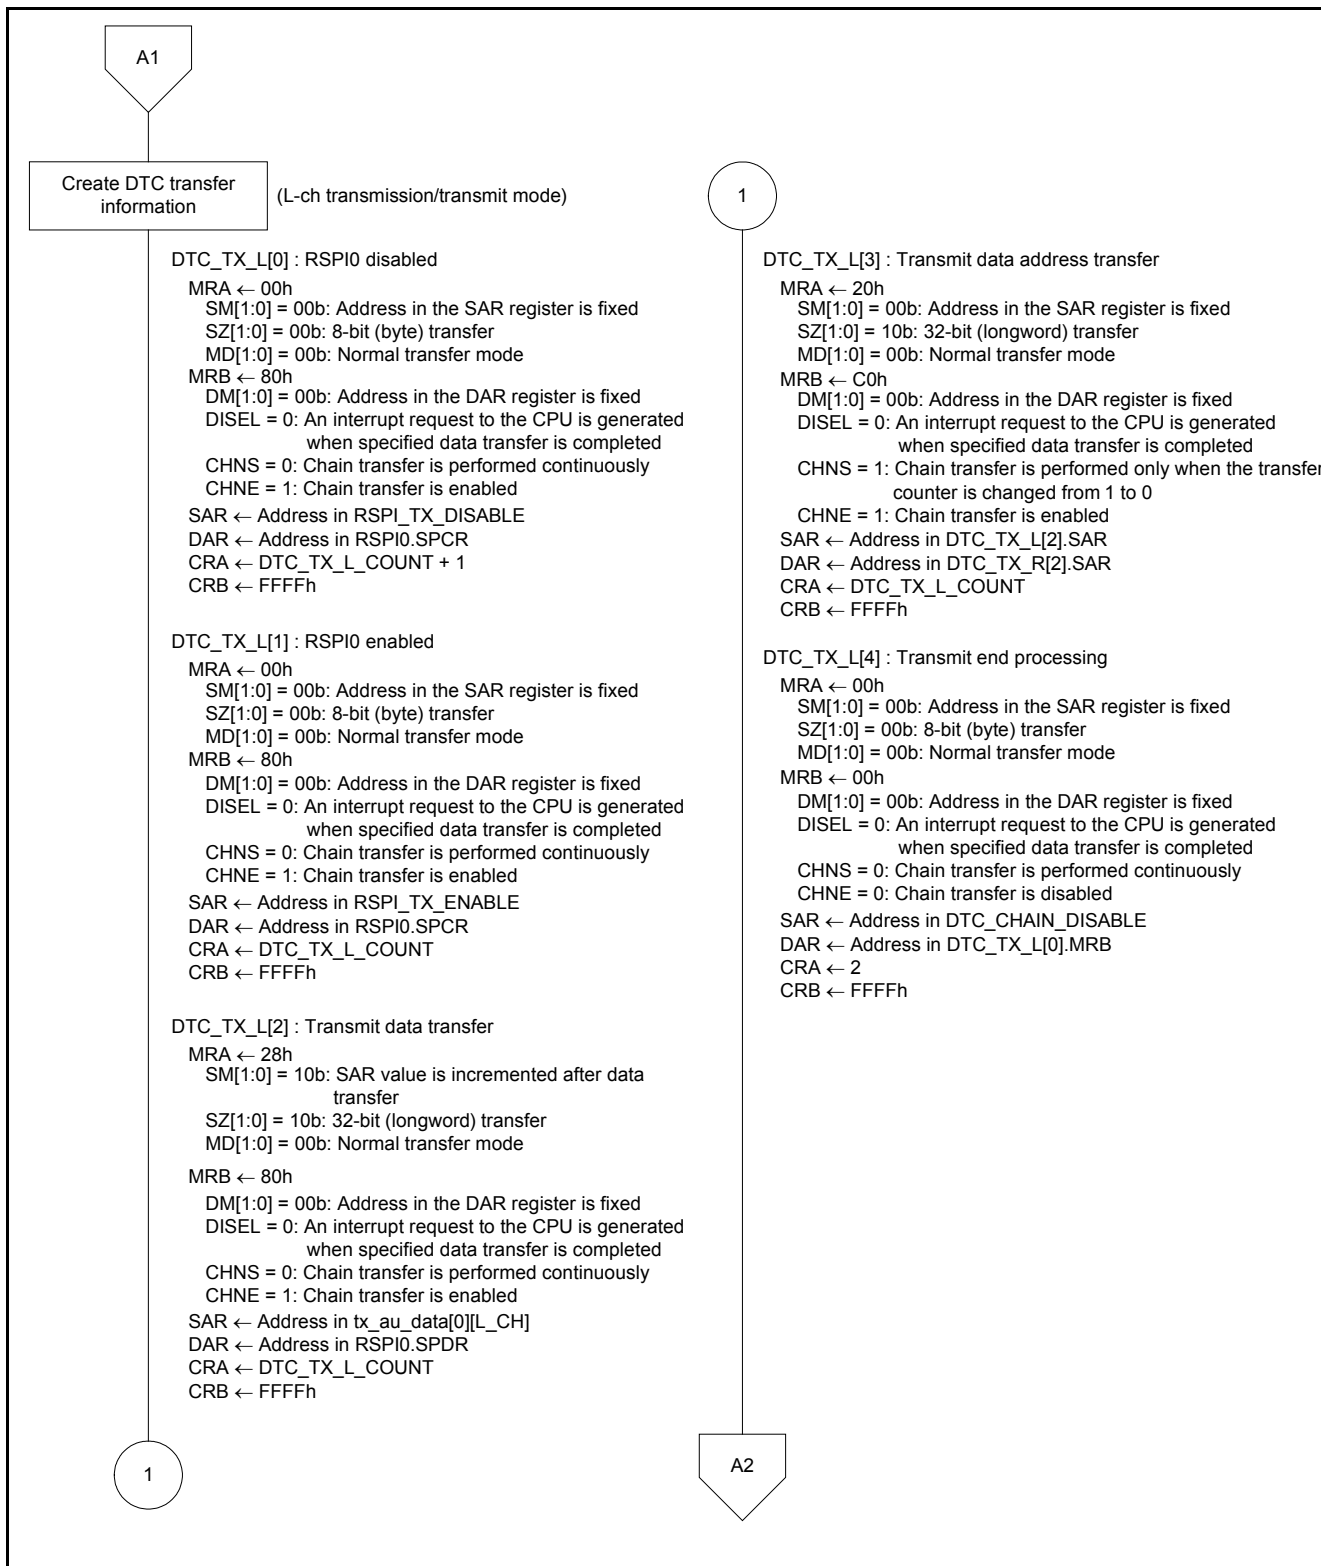 A1
Create DTC transfer
information
(L-ch transmission/transmit mode)
DTC_TX_L[0] : RSPI0 disabled
MRA ← 00h
SM[1:0] = 00b: Address in the SAR register is fixed
SZ[1:0] = 00b: 8-bit (byte) transfer
MD[1:0] = 00b: Normal transfer mode
MRB ← 80h
DM[1:0] = 00b: Address in the DAR register is fixed
DISEL = 0: An interrupt request to the CPU is generated
when specified data transfer is completed
CHNS = 0: Chain transfer is performed continuously
CHNE = 1: Chain transfer is enabled
SAR ← Address in RSPI_TX_DISABLE
DAR ← Address in RSPI0.SPCR
CRA ← DTC_TX_L_COUNT + 1
CRB ← FFFFh
DTC_TX_L[1] : RSPI0 enabled
MRA ← 00h
SM[1:0] = 00b: Address in the SAR register is fixed
SZ[1:0] = 00b: 8-bit (byte) transfer
MD[1:0] = 00b: Normal transfer mode
MRB ← 80h
DM[1:0] = 00b: Address in the DAR register is fixed
DISEL = 0: An interrupt request to the CPU is generated
when specified data transfer is completed
CHNS = 0: Chain transfer is performed continuously
CHNE = 1: Chain transfer is enabled
SAR ← Address in RSPI_TX_ENABLE
DAR ← Address in RSPI0.SPCR
CRA ← DTC_TX_L_COUNT
CRB ← FFFFh
DTC_TX_L[2] : Transmit data transfer
MRA ← 28h
SM[1:0] = 10b: SAR value is incremented after data
transfer
SZ[1:0] = 10b: 32-bit (longword) transfer
MD[1:0] = 00b: Normal transfer mode
MRB ← 80h
DM[1:0] = 00b: Address in the DAR register is fixed
DISEL = 0: An interrupt request to the CPU is generated
when specified data transfer is completed
CHNS = 0: Chain transfer is performed continuously
CHNE = 1: Chain transfer is enabled
SAR ← Address in tx_au_data[0][L_CH]
DAR ← Address in RSPI0.SPDR
CRA ← DTC_TX_L_COUNT
CRB ← FFFFh
1
1
DTC_TX_L[3] : Transmit data address transfer
MRA ← 20h
SM[1:0] = 00b: Address in the SAR register is fixed
SZ[1:0] = 10b: 32-bit (longword) transfer
MD[1:0] = 00b: Normal transfer mode
MRB ← C0h
DM[1:0] = 00b: Address in the DAR register is fixed
DISEL = 0: An interrupt request to the CPU is generated
when specified data transfer is completed
CHNS = 1: Chain transfer is performed only when the transfer
counter is changed from 1 to 0
CHNE = 1: Chain transfer is enabled
SAR ← Address in DTC_TX_L[2].SAR
DAR ← Address in DTC_TX_R[2].SAR
CRA ← DTC_TX_L_COUNT
CRB ← FFFFh
DTC_TX_L[4] : Transmit end processing
MRA ← 00h
SM[1:0] = 00b: Address in the SAR register is fixed
SZ[1:0] = 00b: 8-bit (byte) transfer
MD[1:0] = 00b: Normal transfer mode
MRB ← 00h
DM[1:0] = 00b: Address in the DAR register is fixed
DISEL = 0: An interrupt request to the CPU is generated
when specified data transfer is completed
CHNS = 0: Chain transfer is performed continuously
CHNE = 0: Chain transfer is disabled
SAR ← Address in DTC_CHAIN_DISABLE
DAR ← Address in DTC_TX_L[0].MRB
CRA ← 2
CRB ← FFFFh
A2